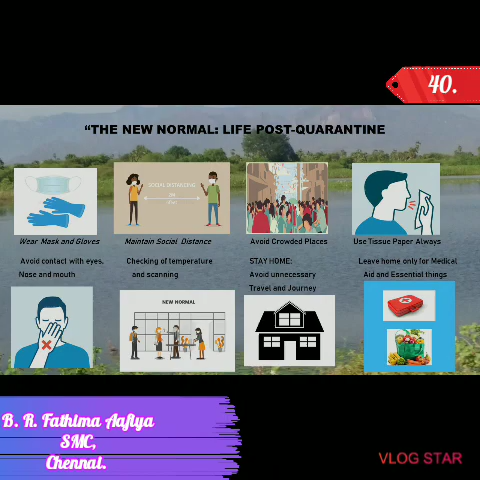 40.
“THE NEW NORMAL: LIFE POST-QUARANTINE
SOCIAL DISTANCING
Wear Mask and Gloves
Maintain Social Distance
Avoid Crowded Places
Use Tissue Paper Always
Avoid contact with eyes.
Nose and mouth
Checking of temperature
and scanning
STAY HOME:
Avoid unnecessary
Travel and Journey
Leave home only for Medical
Aid and Essential things
NEW NORMAL
B. R. Fathima Aafiya
SMC,
Chennai.
VLOG STAR